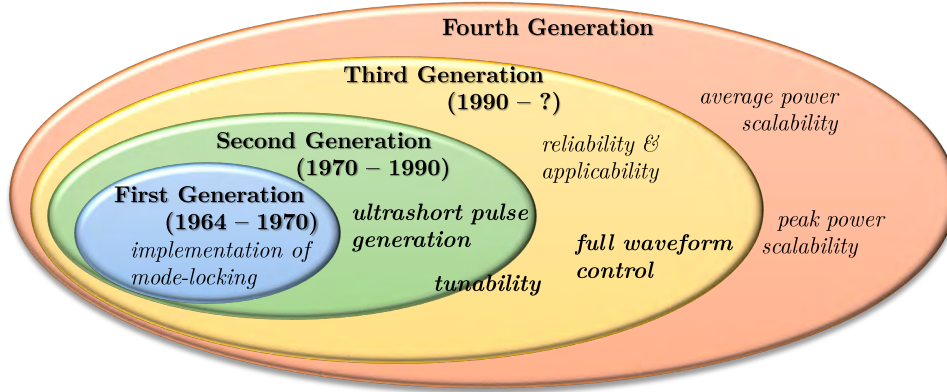 Fourth Generation
Third Generation
(1990 – ?)
average power
scalability
Second Generation
(1970 – 1990)
reliability &
applicability
First Generation
(1964 – 1970)
implementation of
mode-locking
ultrashort pulse
generation
tunability
full waveform
control
peak power
scalability